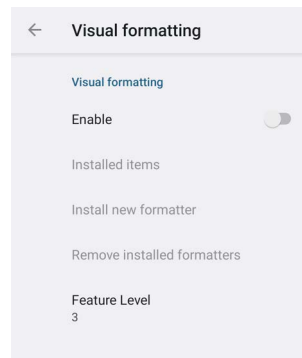 Visual formatting
Visual formatting
Enable
Installed items
Install new formatter
Remove installed formatters
Feature Level
3